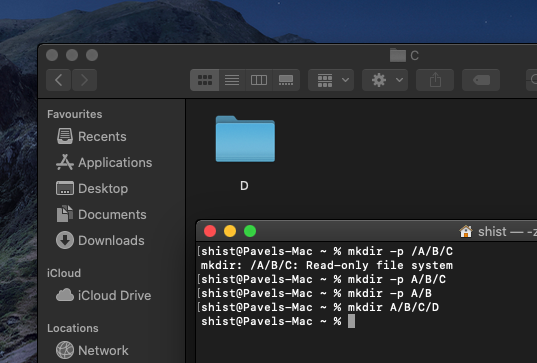 C
Favourites
Recents
Applications
Desktop
Documents
Downloads
iCloud
iCloud Drive
Locations
Network
D
shist — -z
[shist@Pavels-Mac ~ % mkdir -p /A/B/C
mkdir: /A/B/C: Read-only file system
[shist@Pavels-Mac ~ % mkdir -p A/B/C
[shist@Pavels-Mac ~ % mkdir -p A/B
[shist@Pavels-Mac ~ % mkdir A/B/C/D
shist@Pavels-Mac ~ %